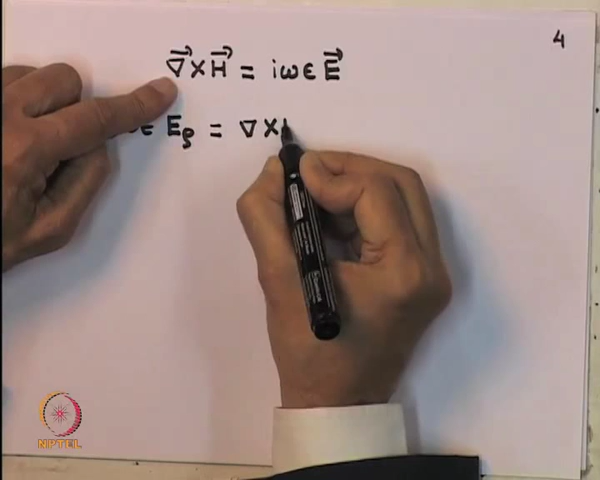 4
∇⃗ X H⃗ = iωϵ E⃗
ϵ E_ρ = ∇ X
NPTEL